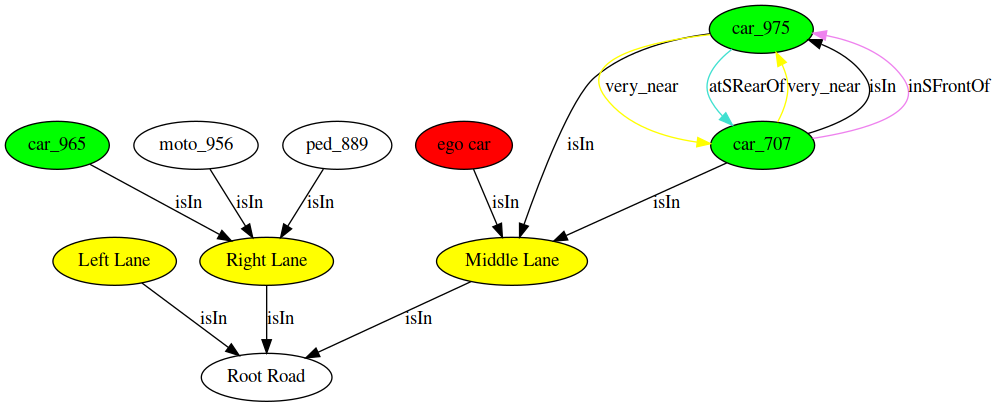 car_975
very_near
atSRearOf
very_near
isIn
inSFrontOf
car_965
moto_956
ped_889
ego car
car_707
isIn
isIn
isIn
isIn
isIn
isIn
Left Lane
Right Lane
Middle Lane
isIn
isIn
isIn
Root Road